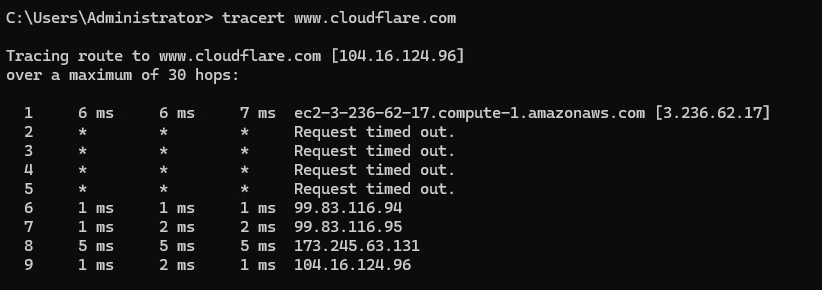 C:\Users\Administrator> tracert www.cloudflare.com
Tracing route to www.cloudflare.com [104.16.124.96]
over a maximum of 30 hops:
1 6 ms 6 ms 7 ms ec2-3-236-62-17.compute-1.amazonaws.com [3.236.62.17]
2 * * * Request timed out.
3 * * * Request timed out.
4 * * * Request timed out.
5 * * * Request timed out.
6 1 ms 1 ms 1 ms 99.83.116.94
7 1 ms 2 ms 2 ms 99.83.116.95
8 5 ms 5 ms 5 ms 173.245.63.131
9 1 ms 2 ms 1 ms 104.16.124.96